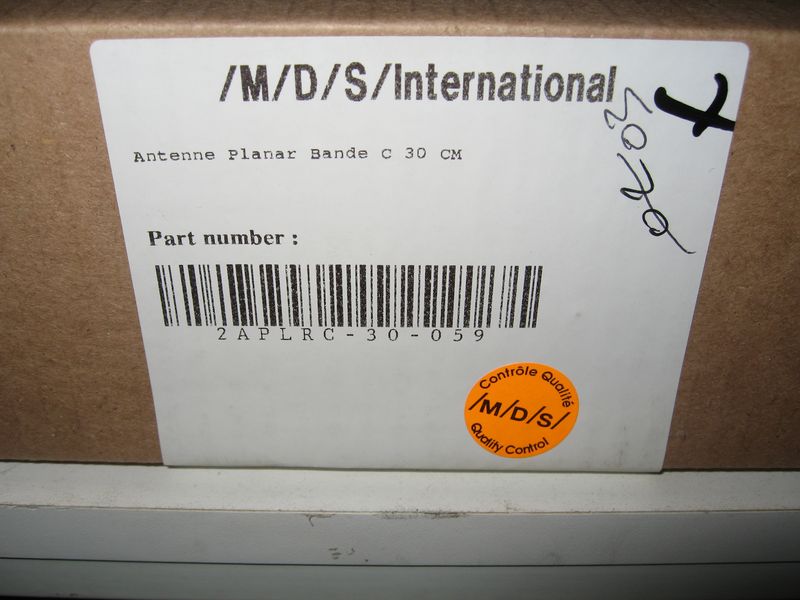 /M/D/S/International
Antenne Planar Bande C 30 CM
Part number :
2APLRC-30-059
Contrôle Qualité
/M/D/S/
Quality Control